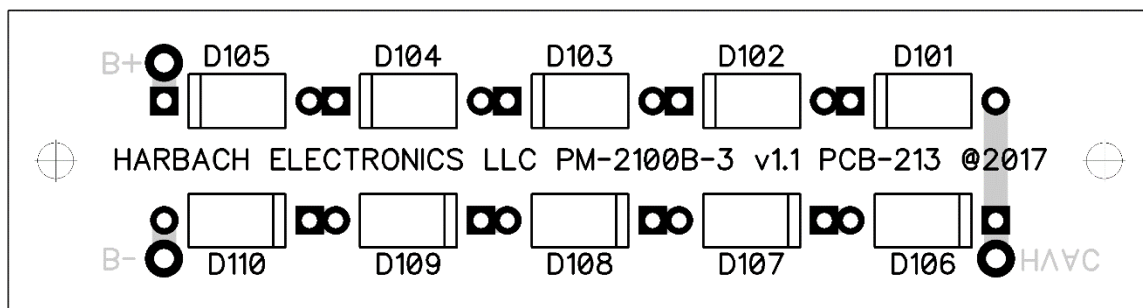 B+ D105 D104 D103 D102 D101
HARBACH ELECTRONICS LLC PM-2100B-3 v1.1 PCB-213 @2017
B- D110 D109 D108 D107 D106 HVAC